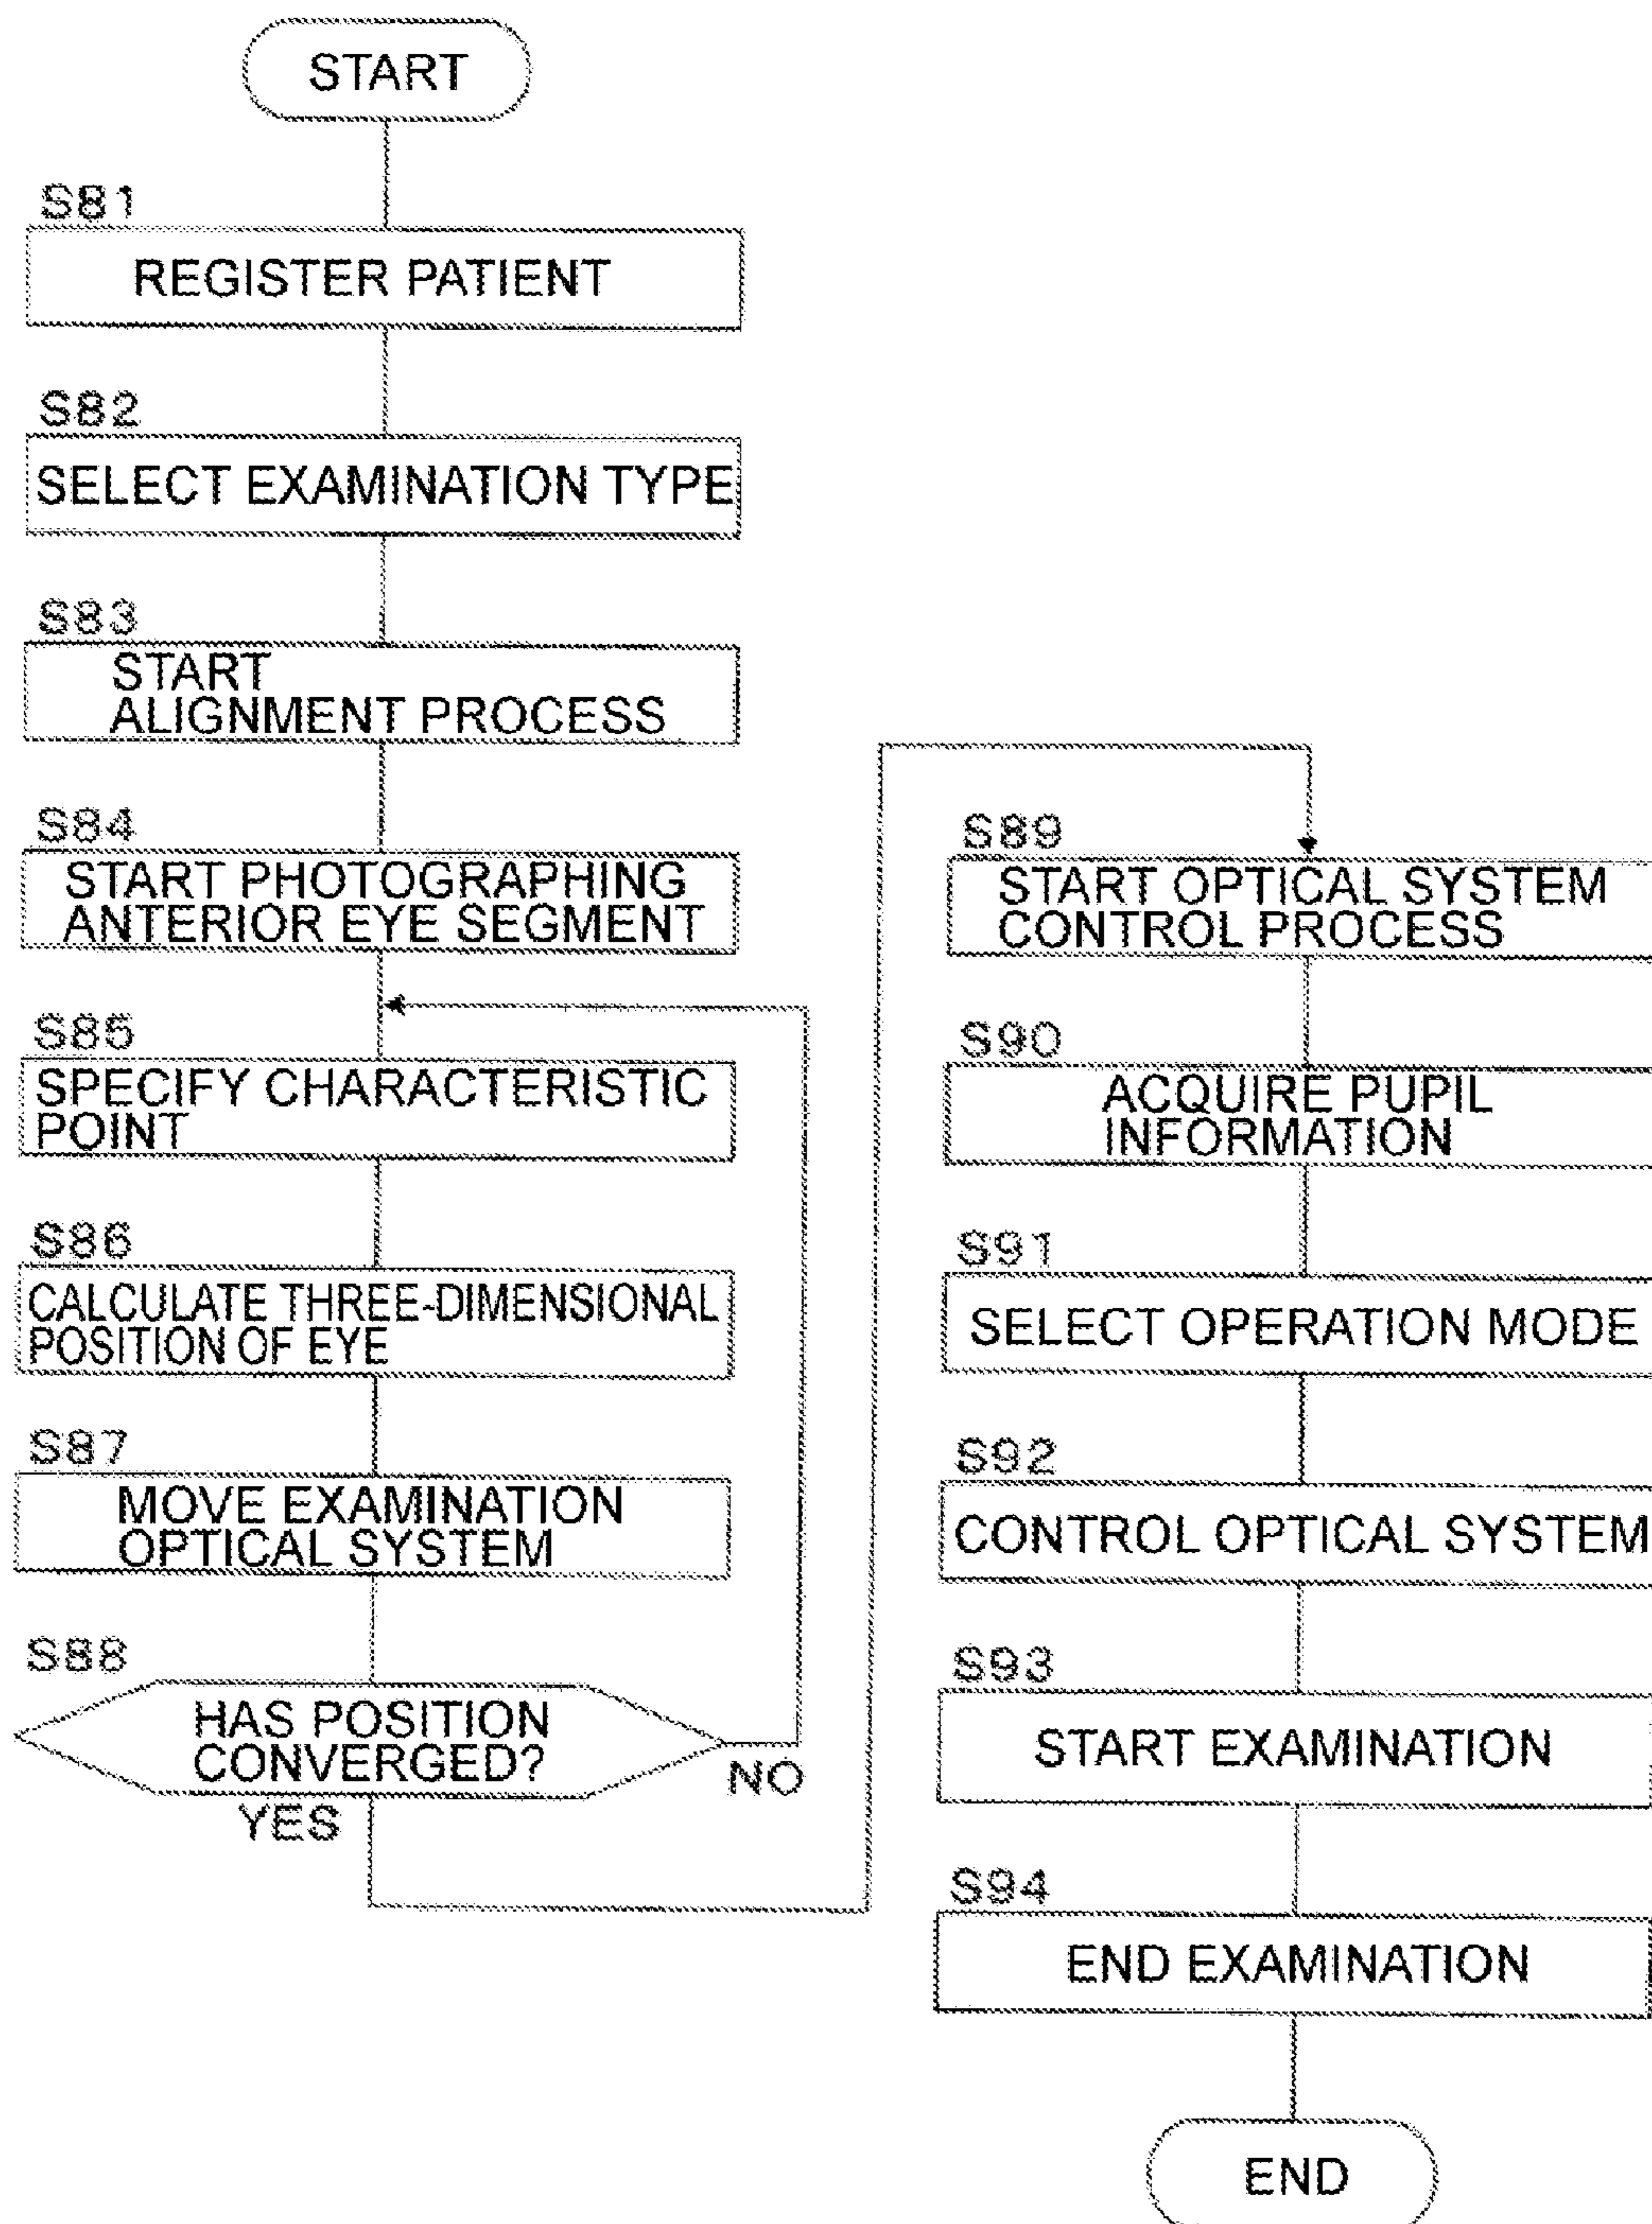 START
S81
REGISTER PATIENT
S82
SELECT EXAMINATION TYPE
S83
START
ALIGNMENT PROCESS
S84
START PHOTOGRAPHING
ANTERIOR EYE SEGMENT
S85
SPECIFY CHARACTERISTIC
POINT
S86
CALCULATE THREE-DIMENSIONAL
POSITION OF EYE
S87
MOVE EXAMINATION
OPTICAL SYSTEM
S88
HAS POSITION
CONVERGED?
NO
YES
S89
START OPTICAL SYSTEM
CONTROL PROCESS
S90
ACQUIRE PUPIL
INFORMATION
S91
SELECT OPERATION MODE
S92
CONTROL OPTICAL SYSTEM
S93
START EXAMINATION
S94
END EXAMINATION
END